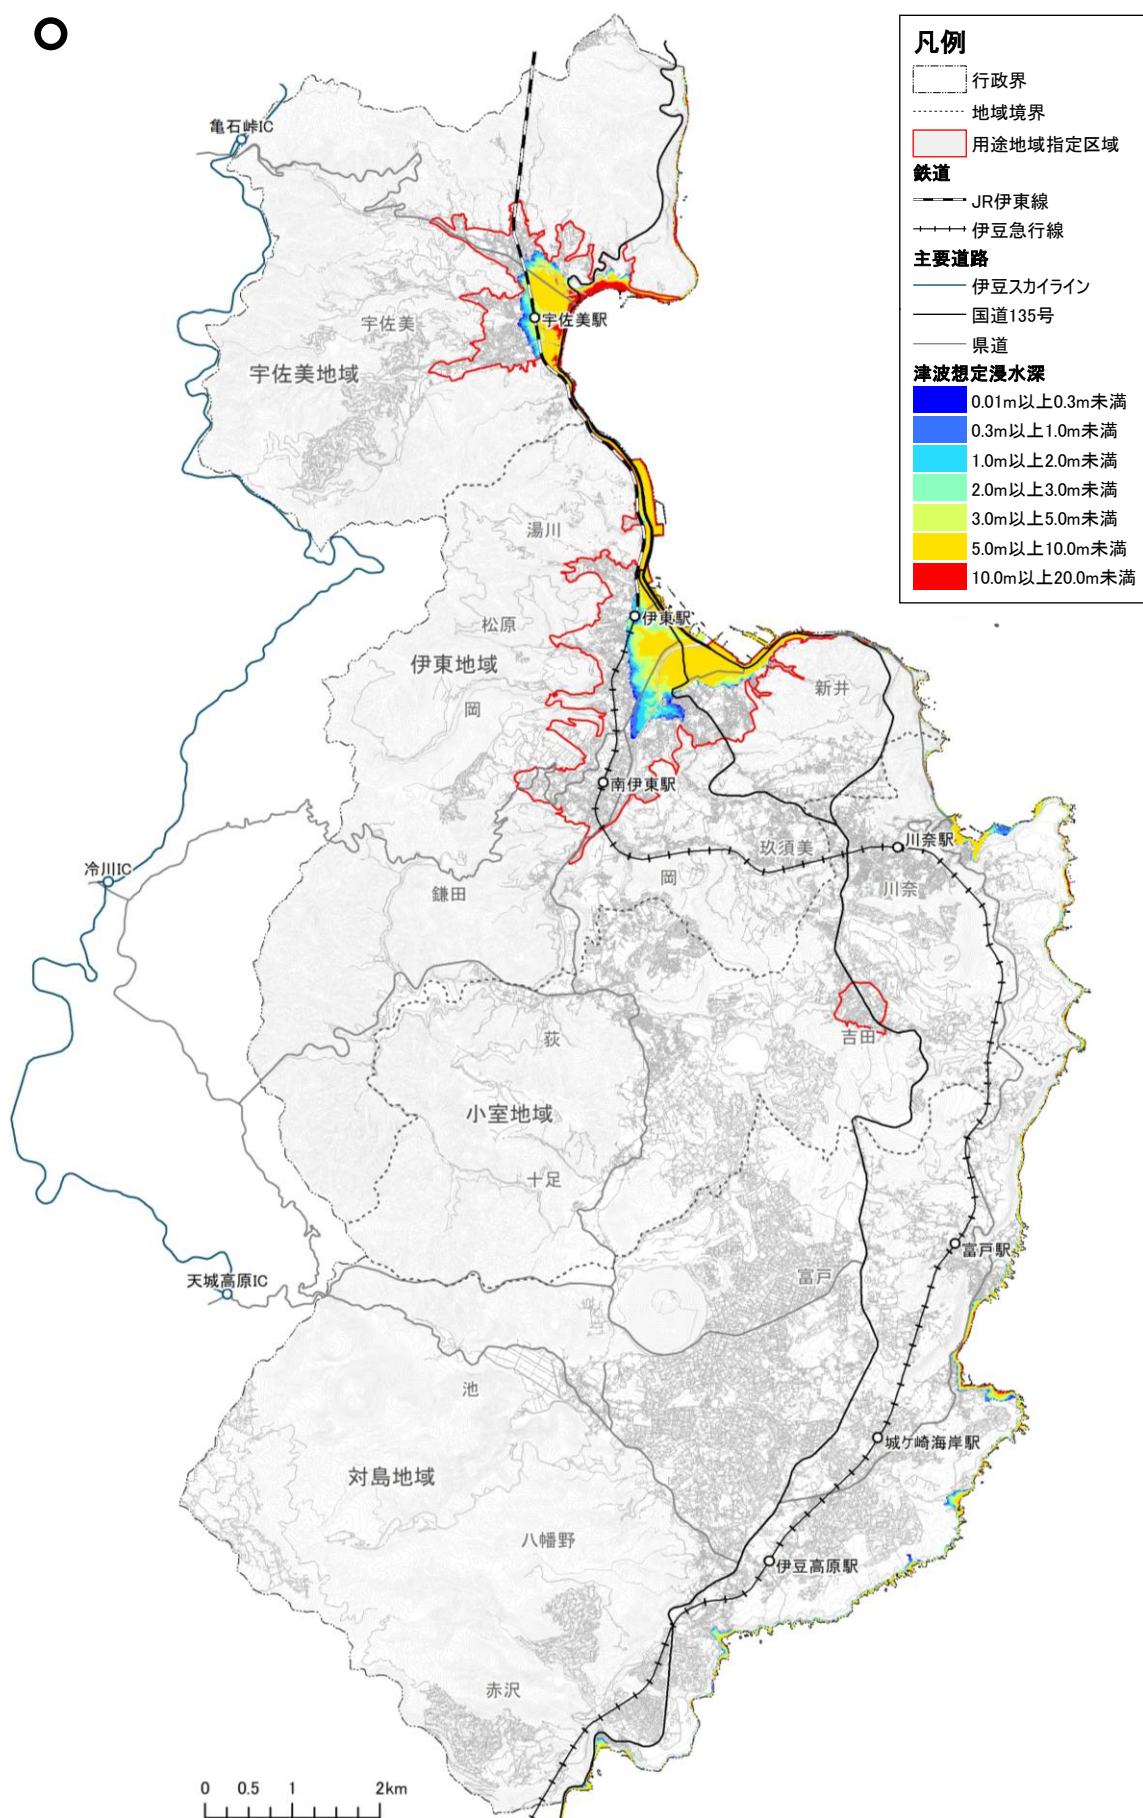 凡例
行政界
地域境界
用途地域指定区域
鉄道
JR伊東線
伊豆急行線
主要道路
伊豆スカイライン
国道135号
県道
津波想定浸水深
0.01m以上0.3m未満
0.3m以上1.0m未満
1.0m以上2.0m未満
2.0m以上3.0m未満
3.0m以上5.0m未満
5.0m以上10.0m未満
10.0m以上20.0m未満
亀石峠IC
宇佐美駅
宇佐美
宇佐美地域
湯川
伊東駅
松原
伊東地域
新井
岡
南伊東駅
玖須美
川奈駅
冷川IC
岡
川奈
鎌田
荻
吉田
小室地域
十足
富戸駅
富戸
天城高原IC
池
城ケ崎海岸駅
対島地域
八幡野
伊豆高原駅
赤沢
0 0.5 1 2km